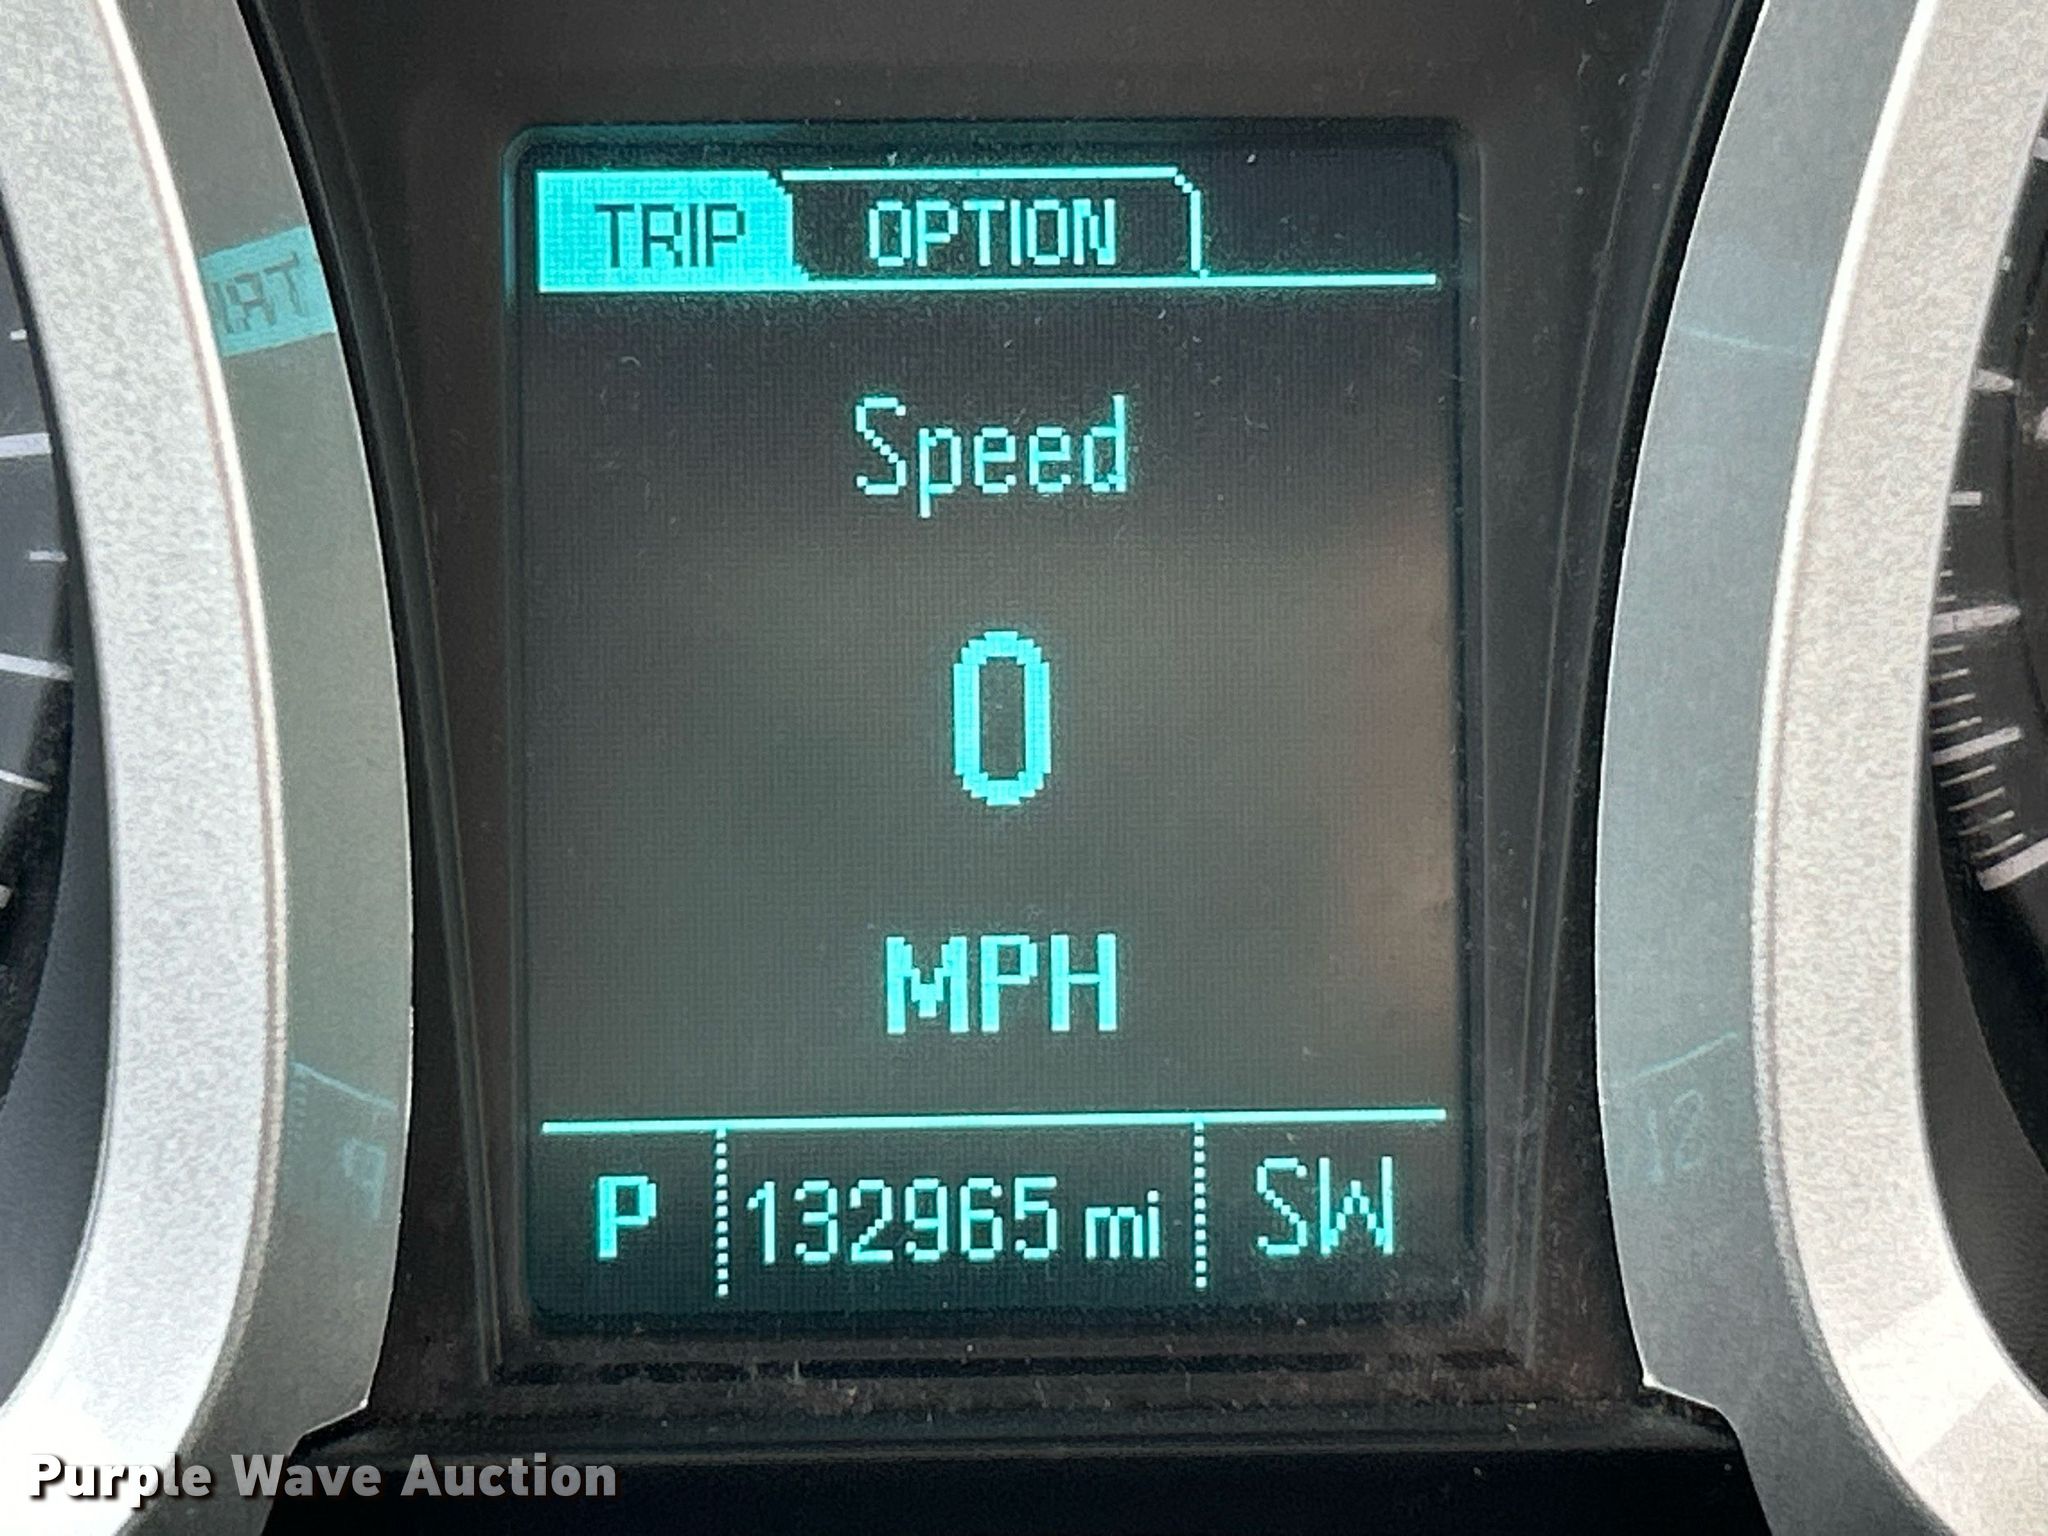 TRIP OPTION
Speed
0
MPH
P 132965 mi SW
Purple Wave Auction